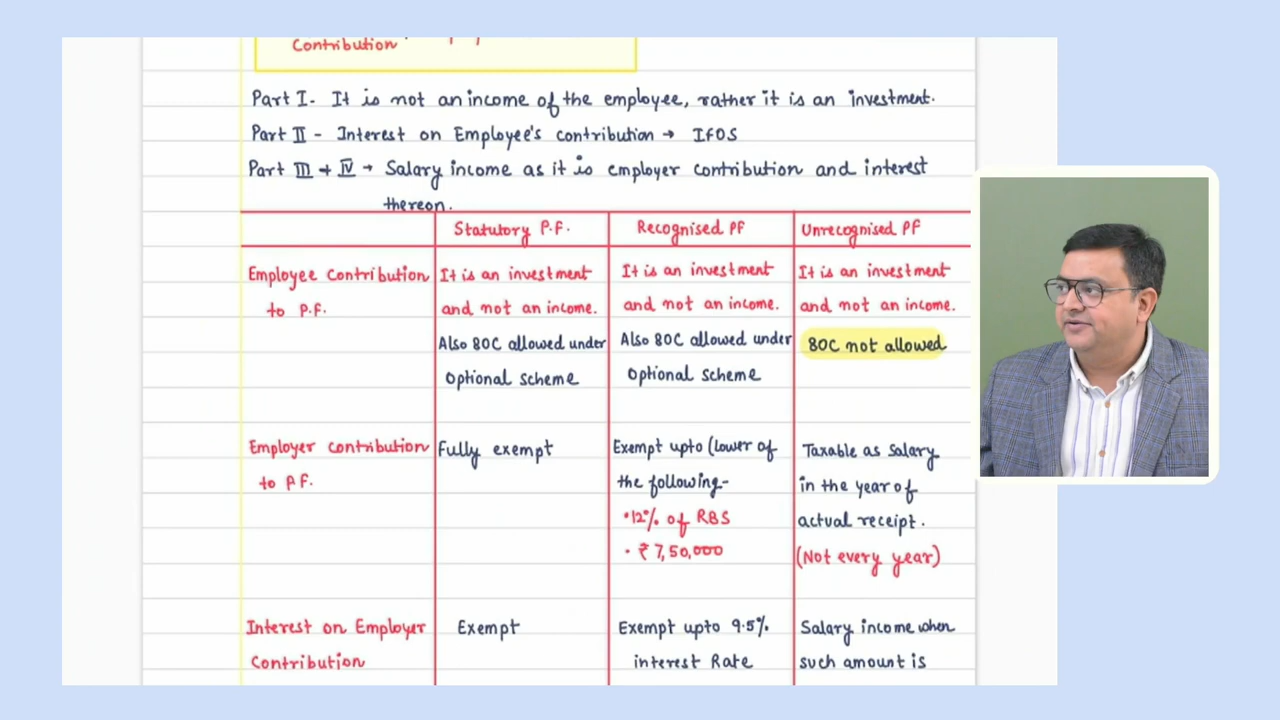 Contribution
Part I - It is not an income of the employee, rather it is an investment.
Part II - Interest on Employee's contribution → IFOS
Part III + IV → Salary income as it is employer contribution and interest
thereon.
Statutory P.F. Recognised PF Unrecognised PF
Employee Contribution
to P.F.
It is an investment
and not an income.
Also 80C allowed under
Optional scheme
It is an investment
and not an income.
Also 80C allowed under
Optional scheme
It is an investment
and not an income.
80C not allowed
Employer contribution
to P.F.
Fully exempt
Exempt upto (lower of
the following-
• 12% of RBS
• ₹ 7,50,000
Taxable as Salary
in the year of
actual receipt.
(Not every year)
Interest on Employer
Contribution
Exempt
Exempt upto 9.5%
interest Rate
Salary income when
such amount is